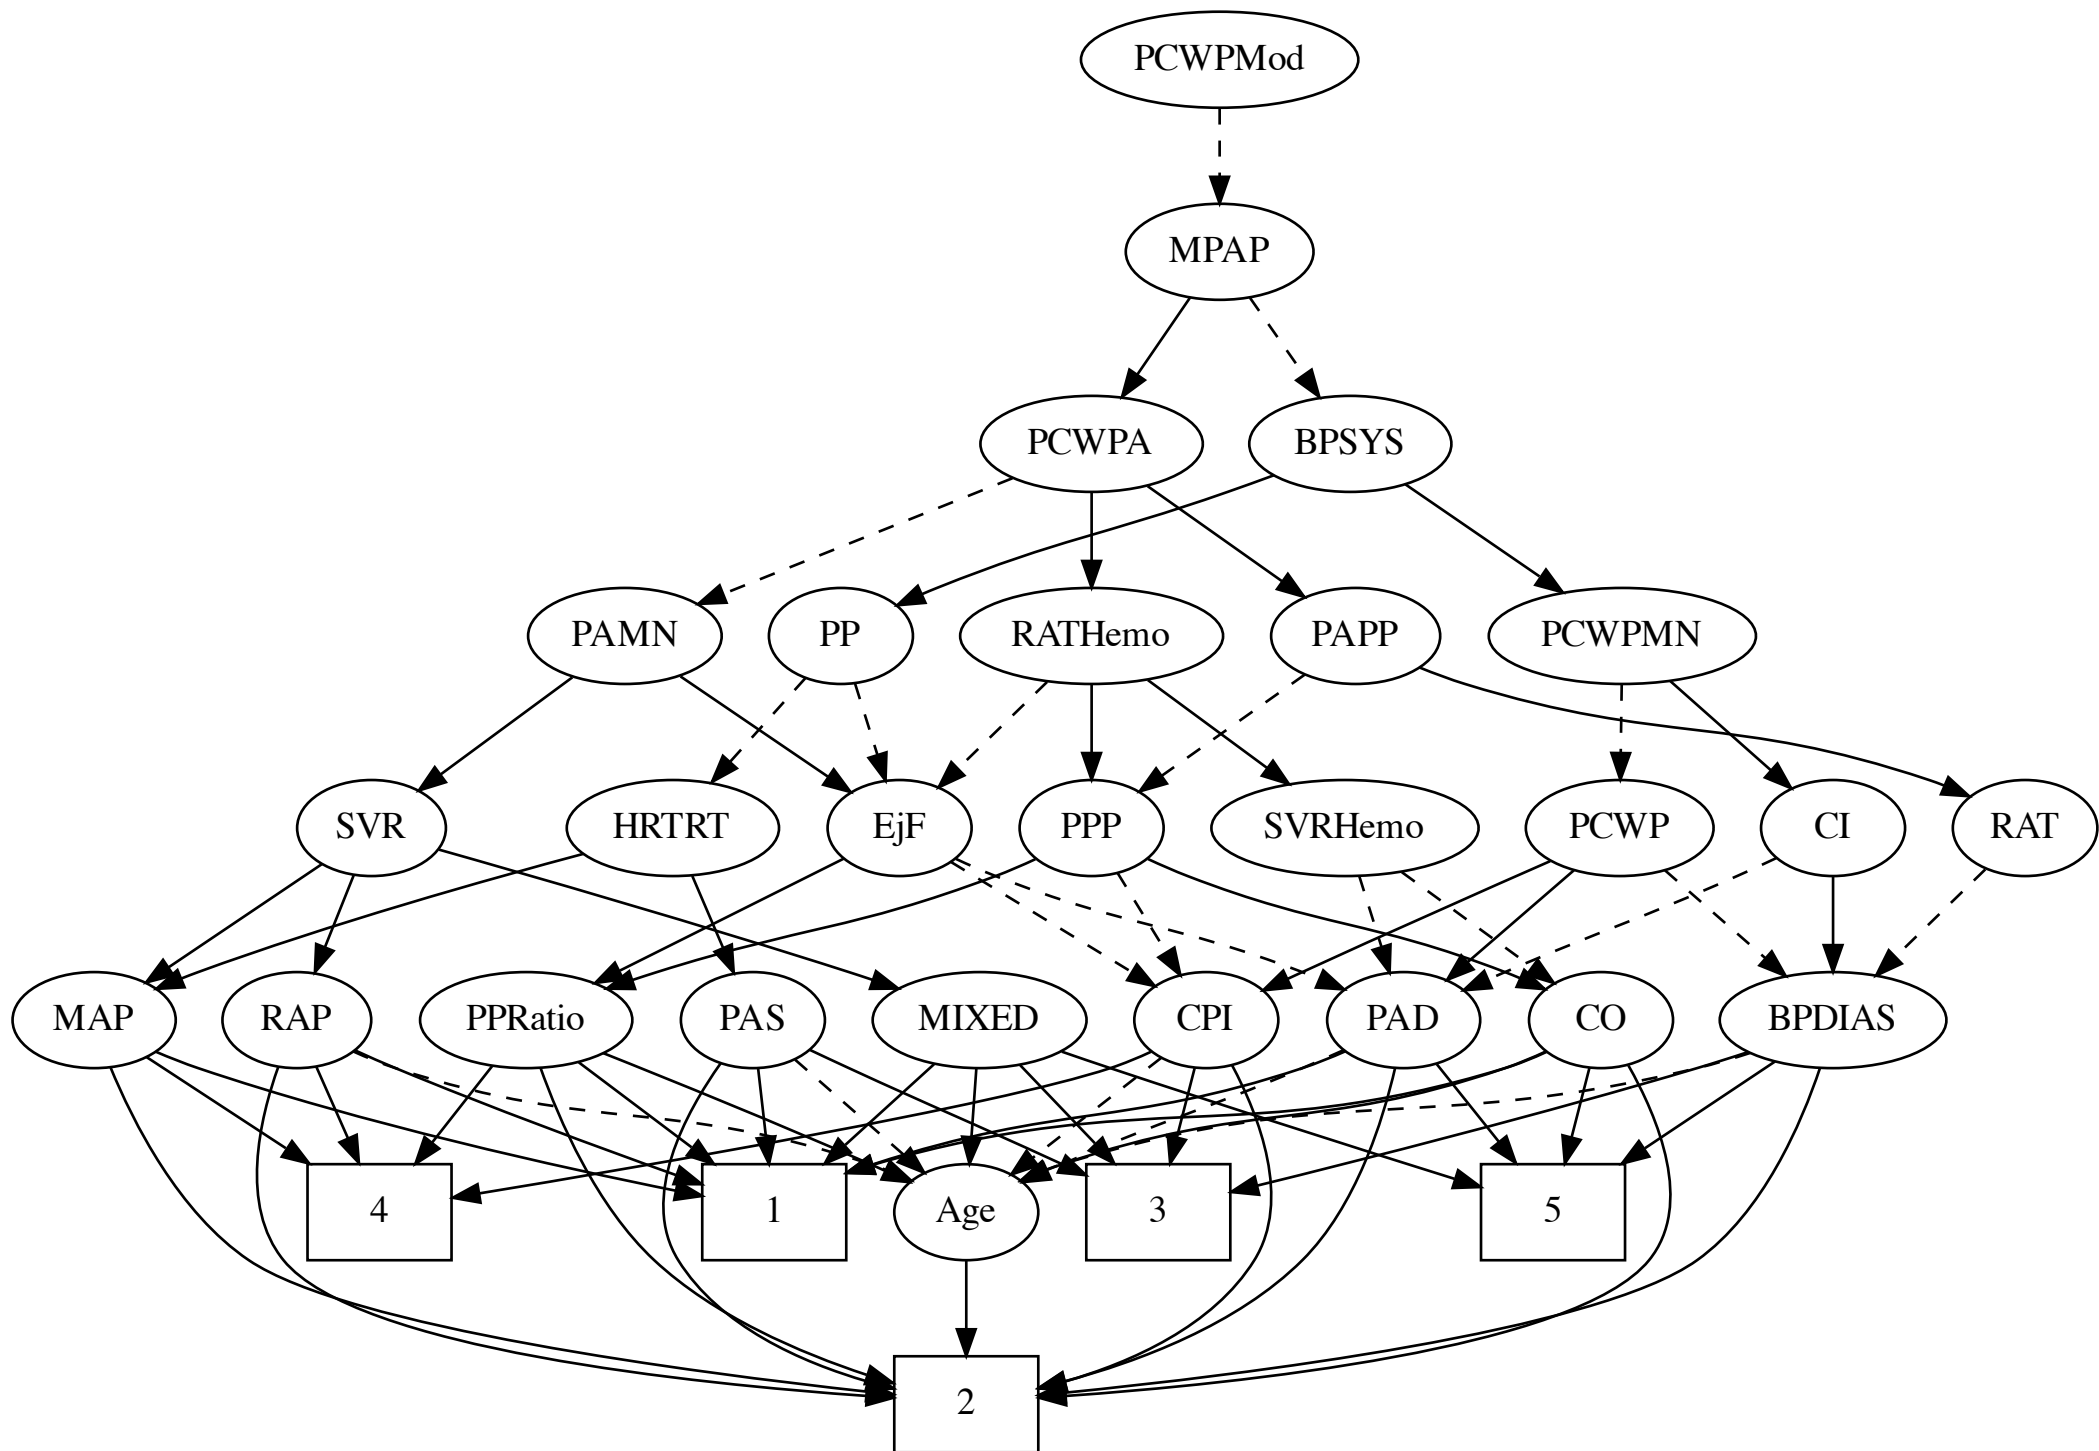 PCWPMod
MPAP
PCWPA
BPSYS
PAMN
PP
RATHemo
PAPP
PCWPMN
SVR
HRTRT
EjF
PPP
SVRHemo
PCWP
CI
RAT
MAP
RAP
PPRatio
PAS
MIXED
CPI
PAD
CO
BPDIAS
4
1
Age
3
5
2